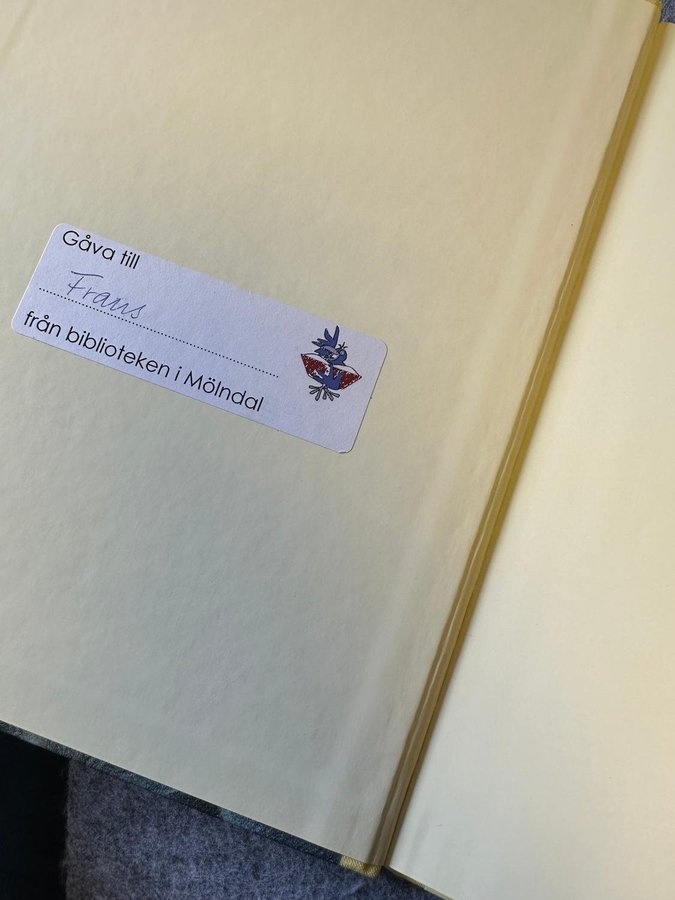 Gåva till
Frans
från biblioteken i Mölndal